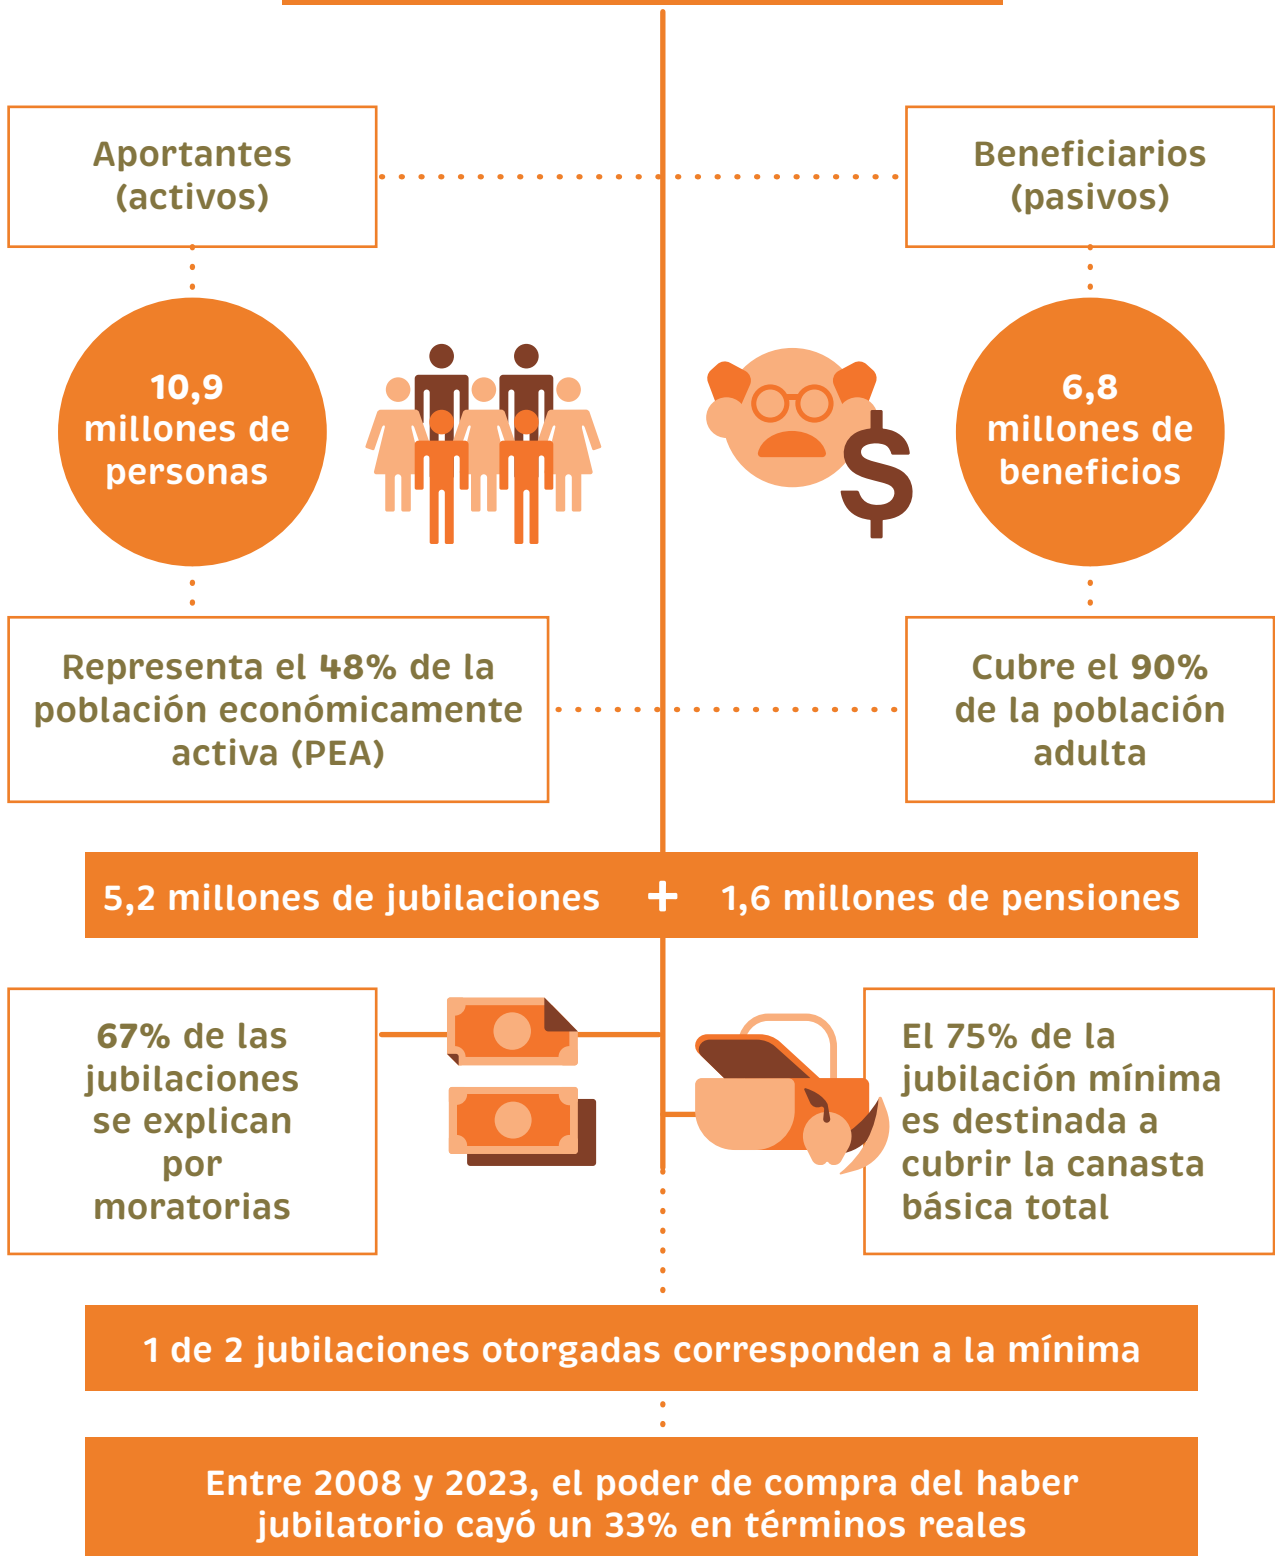 Aportantes
(activos)
Beneficiarios
(pasivos)
10,9
millones de
personas
$
6,8
millones de
beneficios
Representa el 48% de la
población económicamente
activa (PEA)
Cubre el 90%
de la población
adulta
5,2 millones de jubilaciones + 1,6 millones de pensiones
67% de las
jubilaciones
se explican
por
moratorias
El 75% de la
jubilación mínima
es destinada a
cubrir la canasta
básica total
1 de 2 jubilaciones otorgadas corresponden a la mínima
Entre 2008 y 2023, el poder de compra del haber
jubilatorio cayó un 33% en términos reales